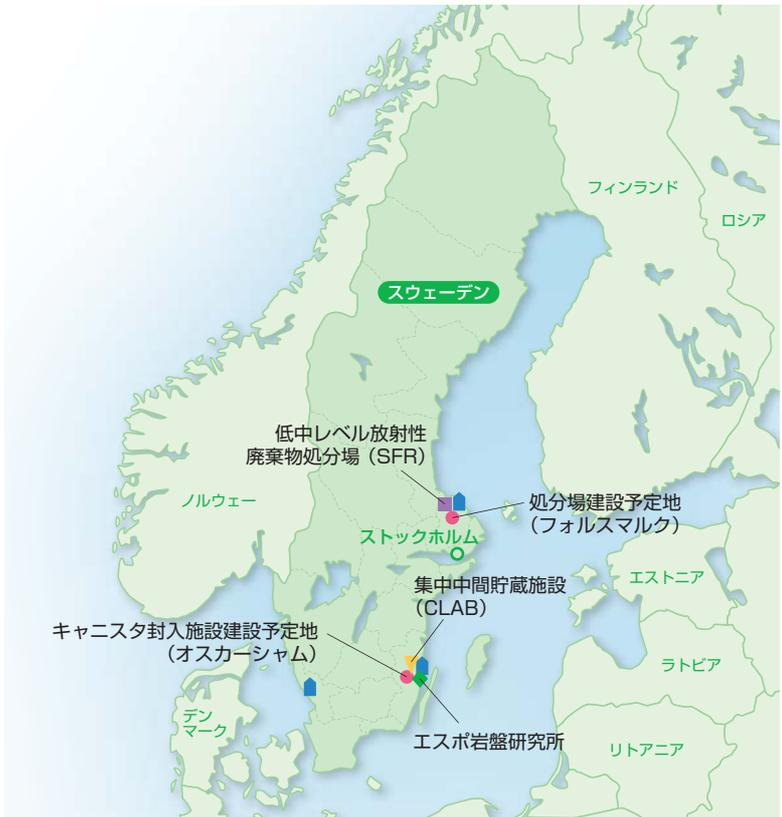 フィンランド
ロシア
スウェーデン
低中レベル放射性
廃棄物処分場（SFR）
ノルウェー
処分場建設予定地
（フォルスマルク）
ストックホルム
エストニア
集中中間貯蔵施設
（CLAB）
キャニスタ封入施設建設予定地
（オスカーシャム）
ラトビア
デン
マーク
エスポ岩盤研究所
リトアニア